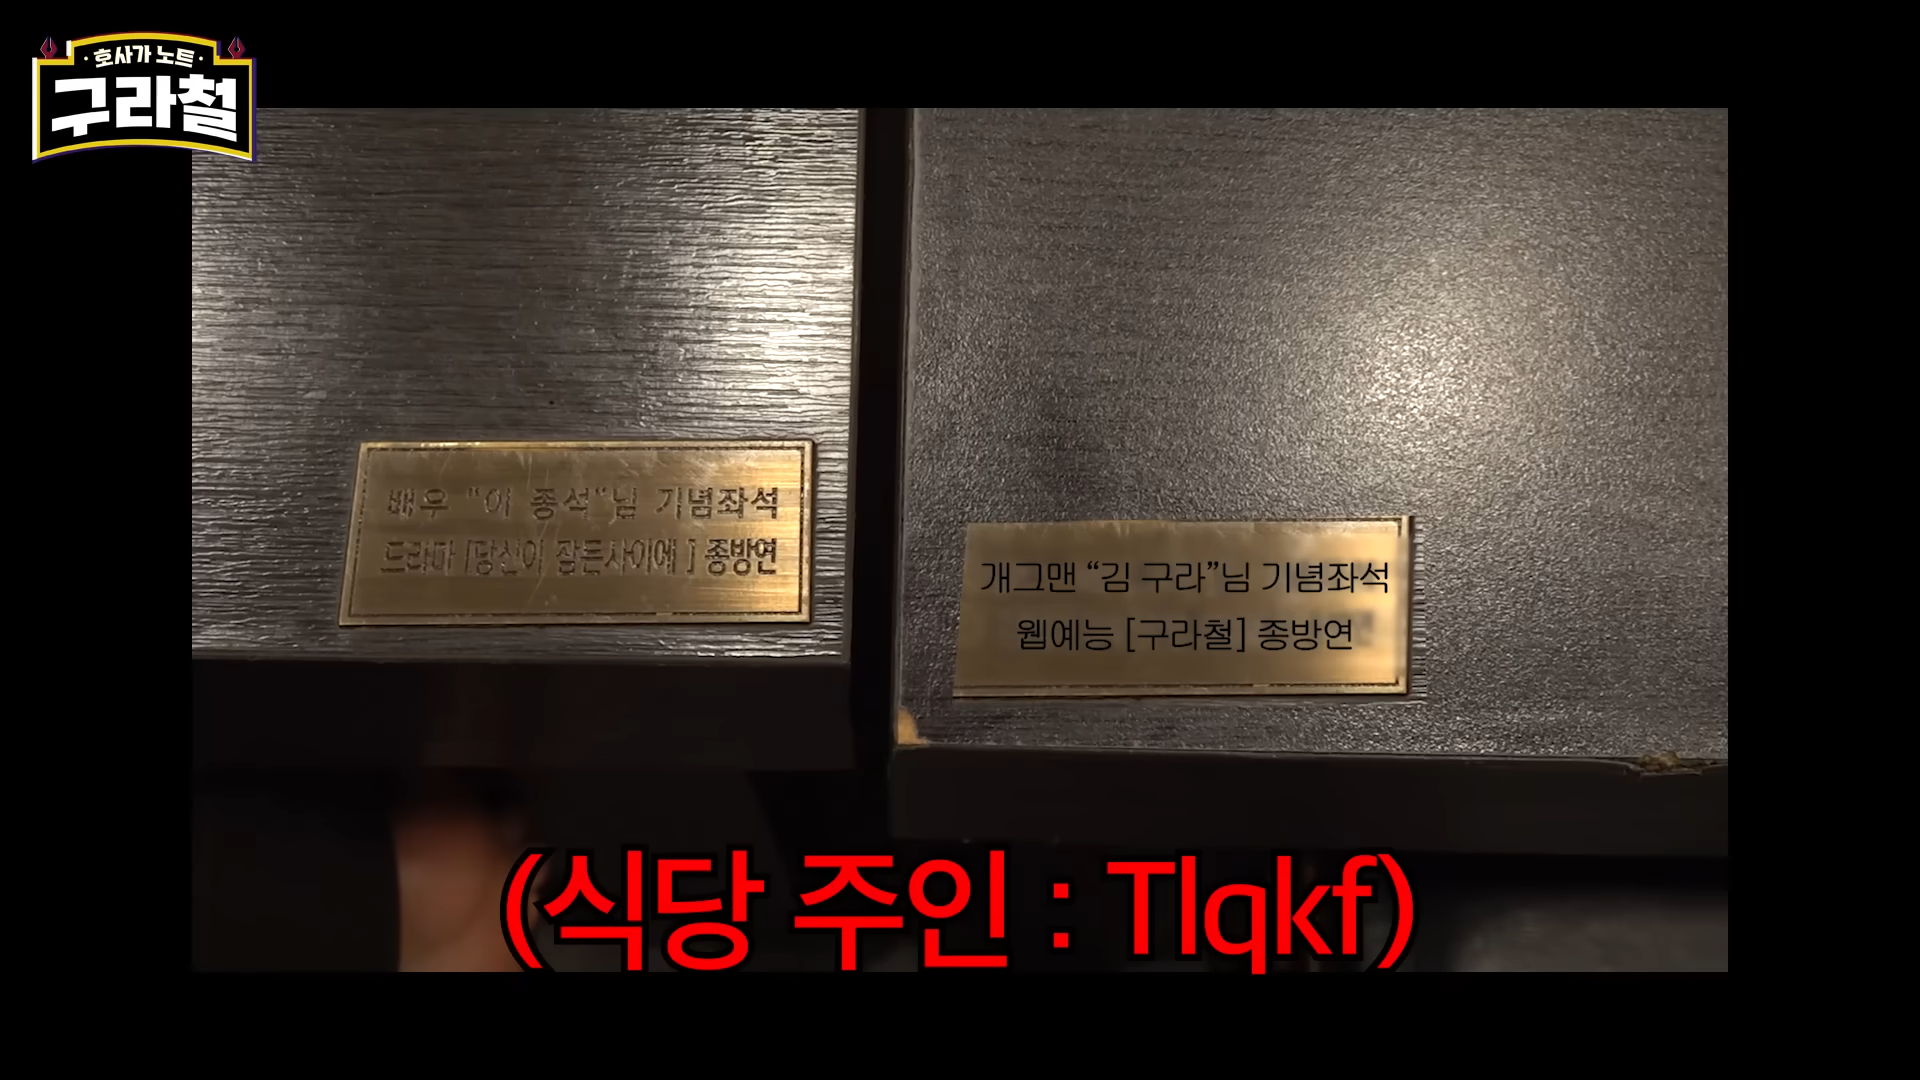 ·호사가 노트·
구라철
배우 "이 종석"님 기념좌석
드라마 [당신이 잠든사이에 ] 종방연
개그맨 “김 구라”님 기념좌석
웹예능 [구라철] 종방연
(식당 주인 : Tlqkf)